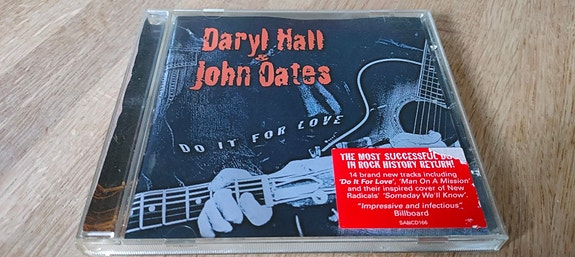 Daryl Hall
&
John Oates
DO IT FOR LOVE
THE MOST SUCCESSFUL DUO
IN ROCK HISTORY RETURN!
14 brand new tracks including
'Do It For Love', 'Man On A Mission'
and their inspired cover of New
Radicals' 'Someday We'll Know'.
"Impressive and infectious"
Billboard
SABICD166